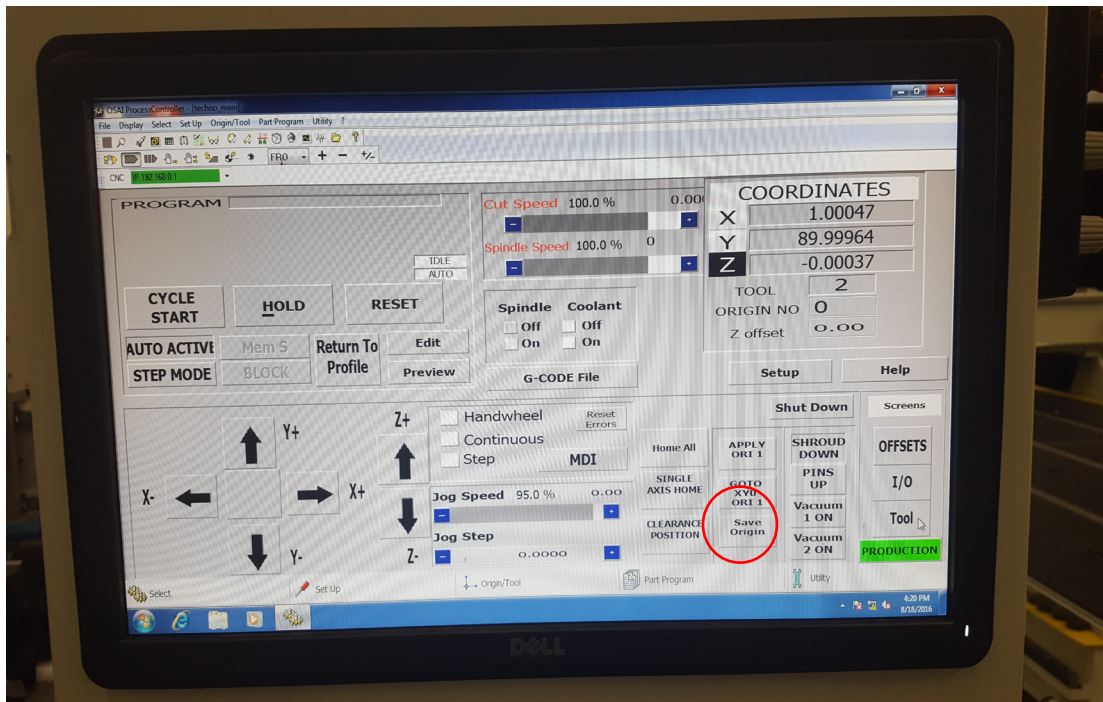 OSAI ProcessController - [techno_main]
File Display Select Set Up Origin/Tool Part Program Utility ?
FR0 + - +/-
CNC IP.192.168.0.1
PROGRAM
IDLE
AUTO
Cut Speed 100.0 % 0.00
- +
Spindle Speed 100.0 % 0
- +
COORDINATES
X 1.00047
Y 89.99964
Z -0.00037
TOOL 2
ORIGIN NO 0
Z offset 0.00
CYCLE
START
HOLD
RESET
AUTO ACTIVE
Mem S
Return To
Profile
Edit
STEP MODE
BLOCK
Preview
Spindle Coolant
Off Off
On On
G-CODE File
Setup
Help
Y+
X-
X+
Y-
Z+
Z-
Handwheel
Continuous
Step
Reset
Errors
MDI
Jog Speed 95.0 % 0.00
- +
Jog Step
- 0.0000 +
Home All
SINGLE
AXIS HOME
CLEARANCE
POSITION
APPLY
ORI 1
GOTO
XY0
ORI 1
Save
Origin
Shut Down
SHROUD
DOWN
PINS
UP
Vacuum
1 ON
Vacuum
2 ON
Screens
OFFSETS
I/O
Tool
PRODUCTION
Select Set Up Origin/Tool Part Program Utility
4:20 PM
8/18/2016
DELL